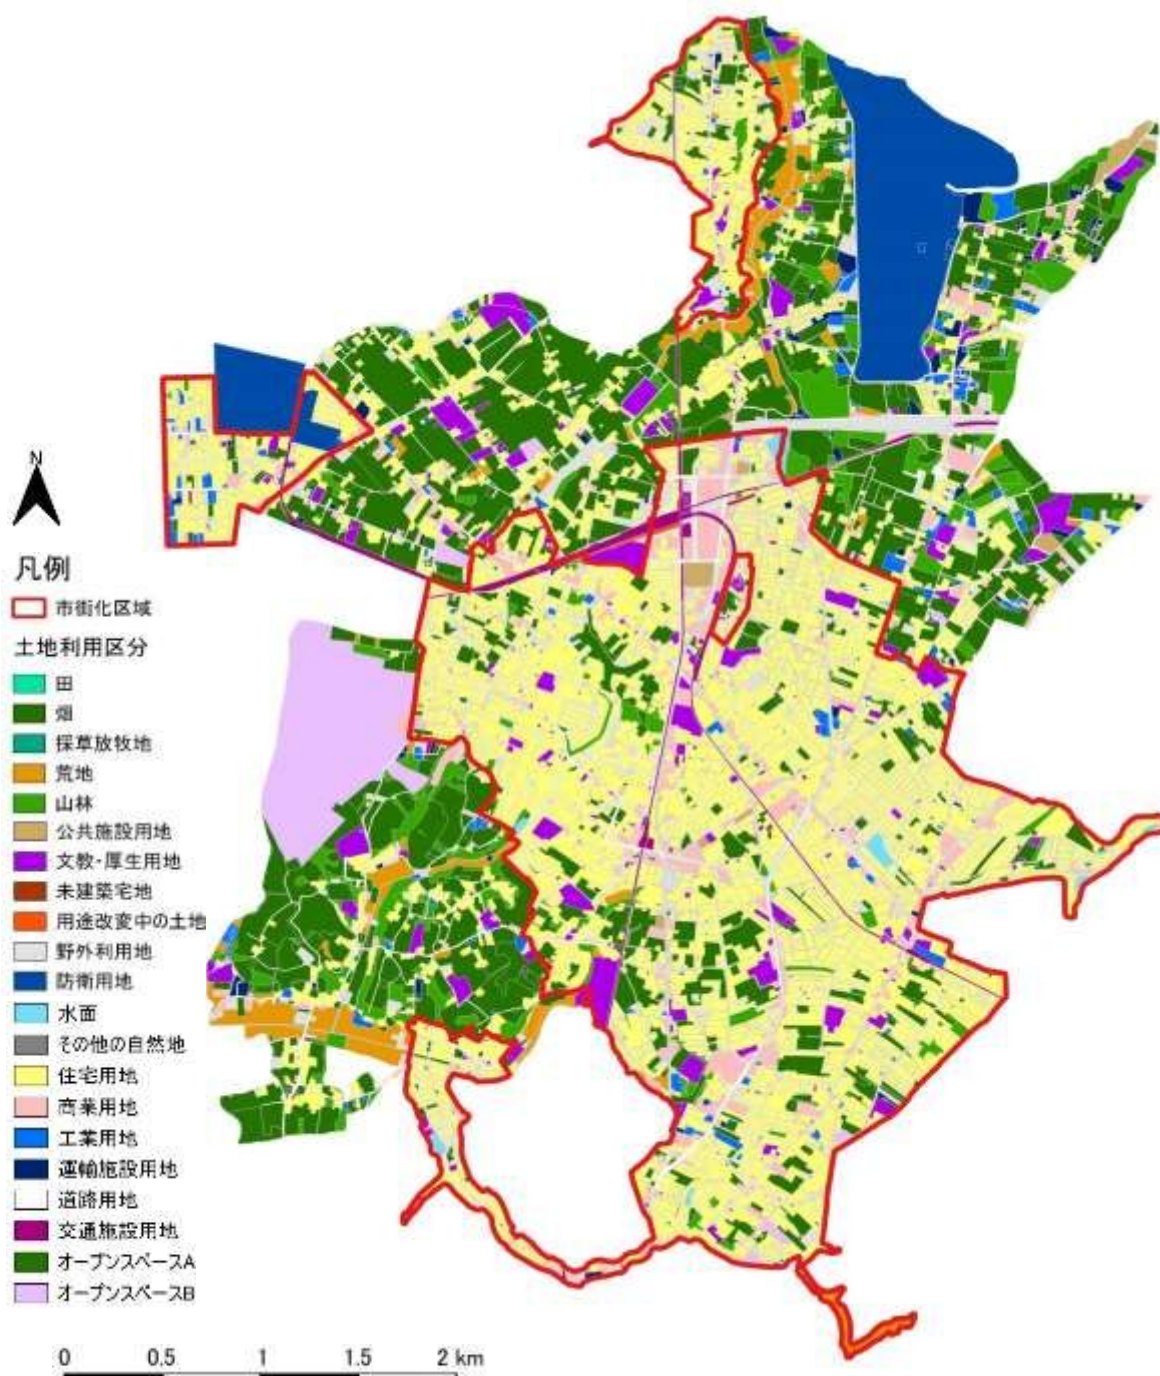 N
凡例
市街化区域
土地利用区分
田
畑
採草放牧地
荒地
山林
公共施設用地
文教・厚生用地
未建築宅地
用途改変中の土地
野外利用地
防衛用地
水面
その他の自然地
住宅用地
商業用地
工業用地
運輸施設用地
道路用地
交通施設用地
オープンスペースA
オープンスペースB
0 0.5 1 1.5 2 km